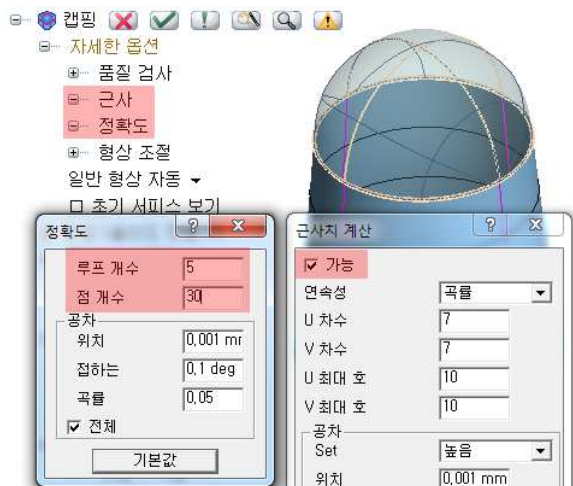 캡핑
자세한 옵션
품질 검사
근사
정확도
형상 조절
일반 형상 자동
초기 서피스 보기
정확도
루프 개수 5
점 개수 30
공차
위치 0,001 mr
접하는 0,1 deg
곡률 0,05
전체
기본값
근사치 계산
가능
연속성 곡률
U 차수 7
V 차수 7
U 최대 호 10
V 최대 호 10
공차
Set 높음
위치 0,001 mm